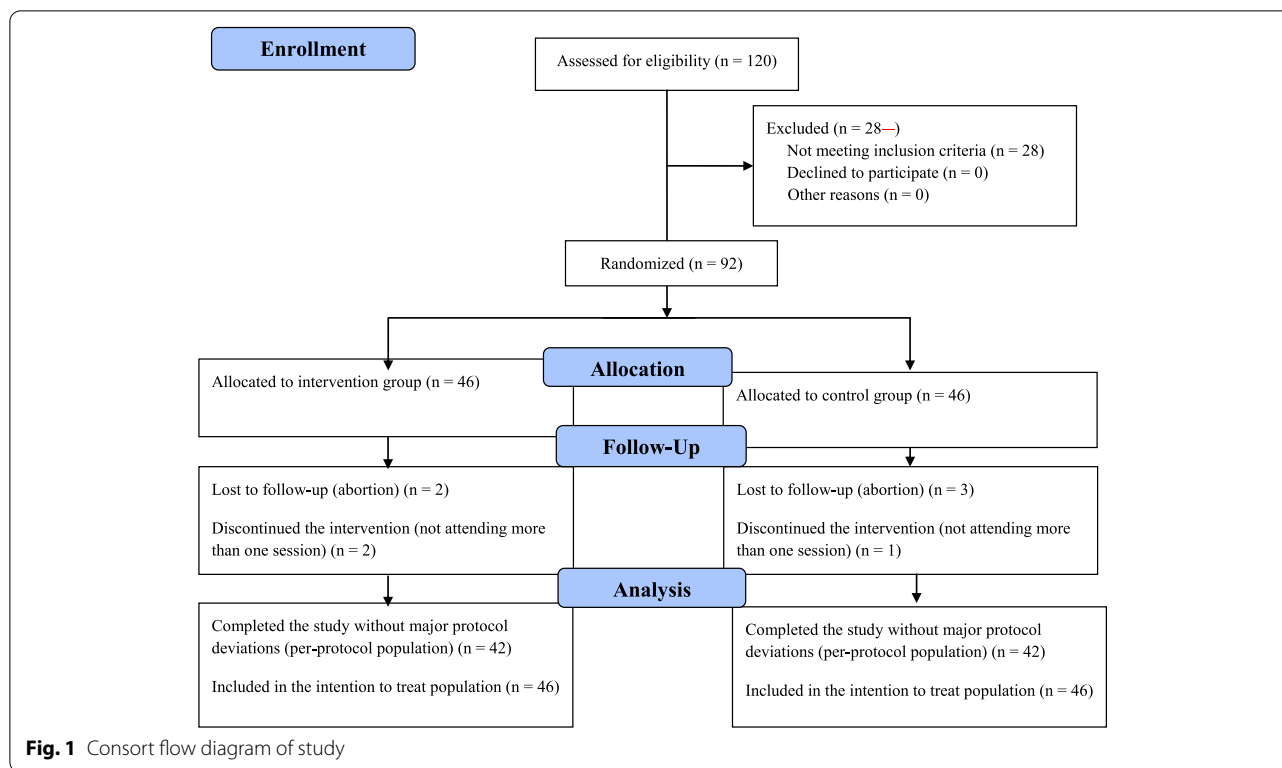 Enrollment
Assessed for eligibility (n = 120)
Excluded (n = 28—)
Not meeting inclusion criteria (n = 28)
Declined to participate (n = 0)
Other reasons (n = 0)
Randomized (n = 92)
Allocation
Allocated to intervention group (n = 46)
Allocated to control group (n = 46)
Follow-Up
Lost to follow-up (abortion) (n = 2)
Discontinued the intervention (not attending more
than one session) (n = 2)
Lost to follow-up (abortion) (n = 3)
Discontinued the intervention (not attending more
than one session) (n = 1)
Analysis
Completed the study without major protocol
deviations (per-protocol population) (n = 42)
Included in the intention to treat population (n = 46)
Completed the study without major protocol
deviations (per-protocol population) (n = 42)
Included in the intention to treat population (n = 46)
Fig. 1 Consort flow diagram of study